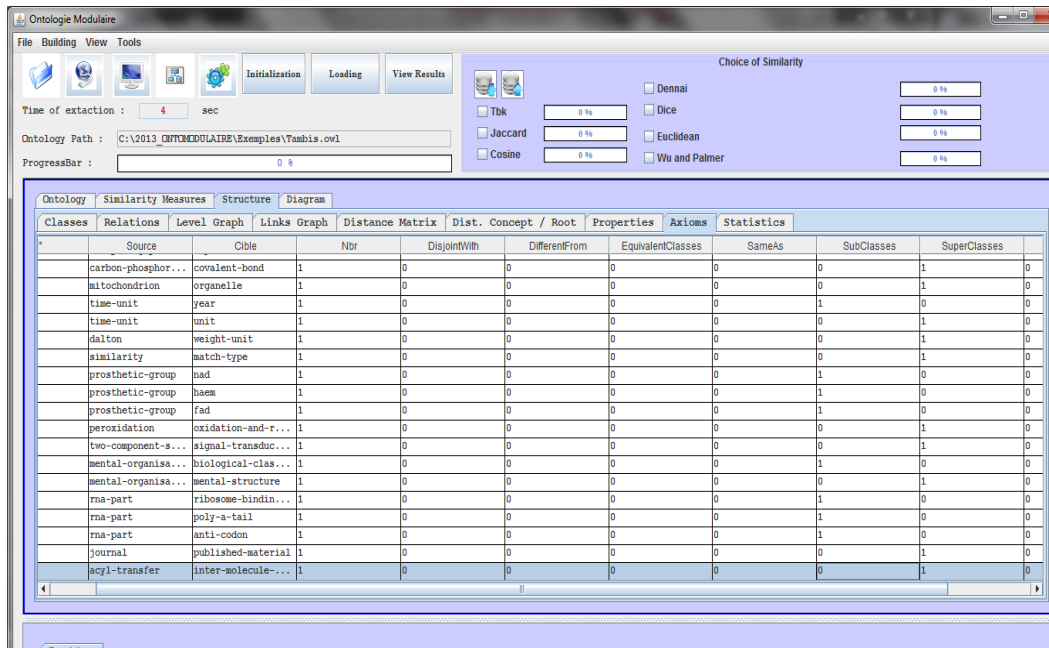 Ontologie Modulaire
File Building View Tools
Initialization Loading View Results
Choice of Similarity
Time of extaction : 4 sec
Tbk 0 %
Jaccard 0 %
Cosine 0 %
Dennai 0 %
Dice 0 %
Euclidean 0 %
Wu and Palmer 0 %
Ontology Path : C:\2013_ONTOMODULAIRE\Exemples\Tambis.owl
ProgressBar : 0 %
Ontology Similarity Measures Structure Diagram
Classes Relations Level Graph Links Graph Distance Matrix Dist. Concept / Root Properties Axioms Statistics
* Source Cible Nbr DisjointWith DifferentFrom EquivalentClasses SameAs SubClasses SuperClasses
carbon-phosphor... covalent-bond 1 0 0 0 0 0 1 0
mitochondrion organelle 1 0 0 0 0 0 1 0
time-unit year 1 0 0 0 0 1 0 0
time-unit unit 1 0 0 0 0 0 1 0
dalton weight-unit 1 0 0 0 0 0 1 0
similarity match-type 1 0 0 0 0 0 1 0
prosthetic-group nad 1 0 0 0 0 1 0 0
prosthetic-group haem 1 0 0 0 0 1 0 0
prosthetic-group fad 1 0 0 0 0 1 0 0
peroxidation oxidation-and-r... 1 0 0 0 0 0 1 0
two-component-s... signal-transduc... 1 0 0 0 0 0 1 0
mental-organisa... biological-clas... 1 0 0 0 0 1 0 0
mental-organisa... mental-structure 1 0 0 0 0 0 1 0
rna-part ribosome-bindin... 1 0 0 0 0 1 0 0
rna-part poly-a-tail 1 0 0 0 0 1 0 0
rna-part anti-codon 1 0 0 0 0 1 0 0
journal published-material 1 0 0 0 0 0 1 0
acyl-transfer inter-molecule-... 1 0 0 0 0 0 1 0